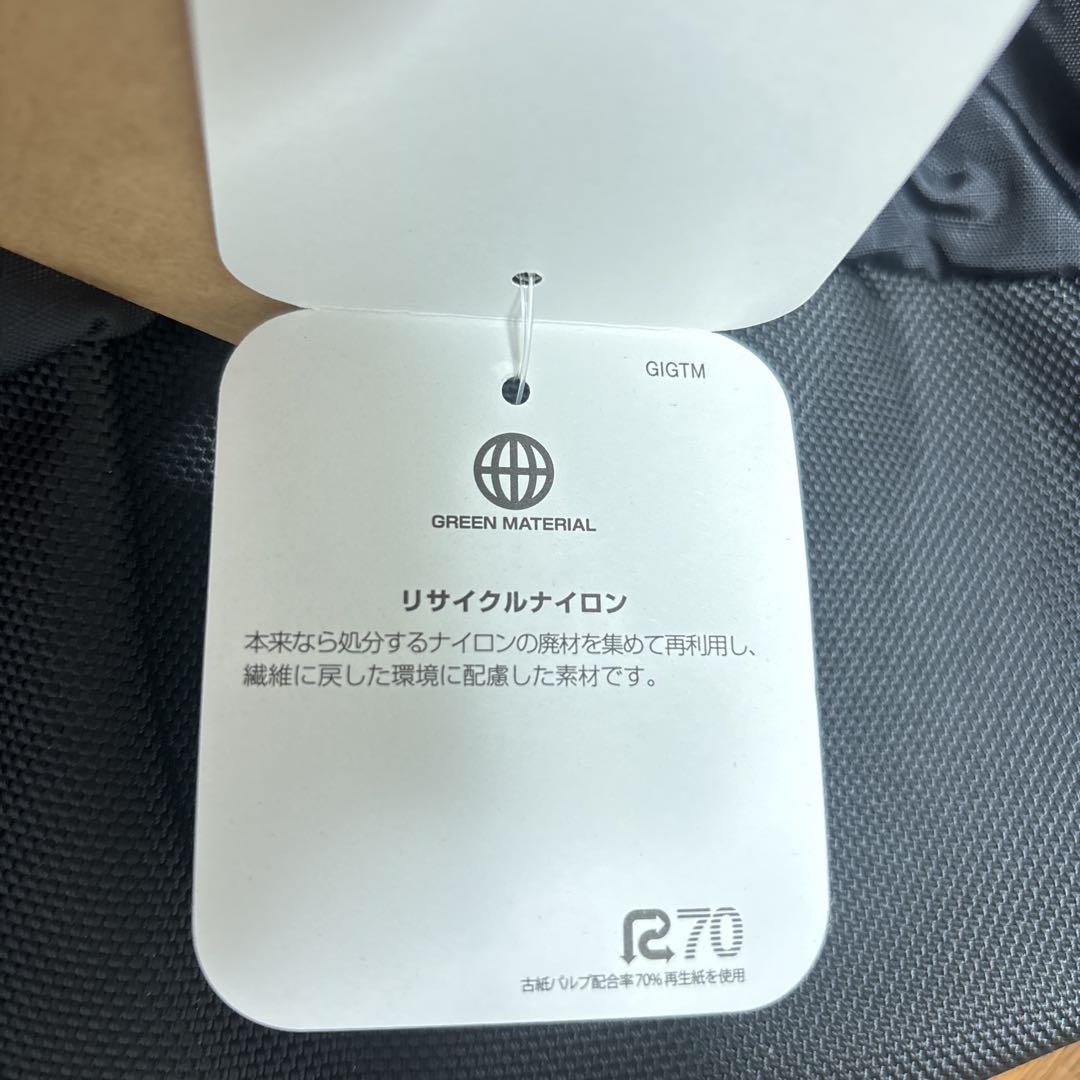 GIGTM
GREEN MATERIAL
リサイクルナイロン
本来なら処分するナイロンの廃材を集めて再利用し、
繊維に戻した環境に配慮した素材です。
R70
古紙パルプ配合率70%再生紙を使用